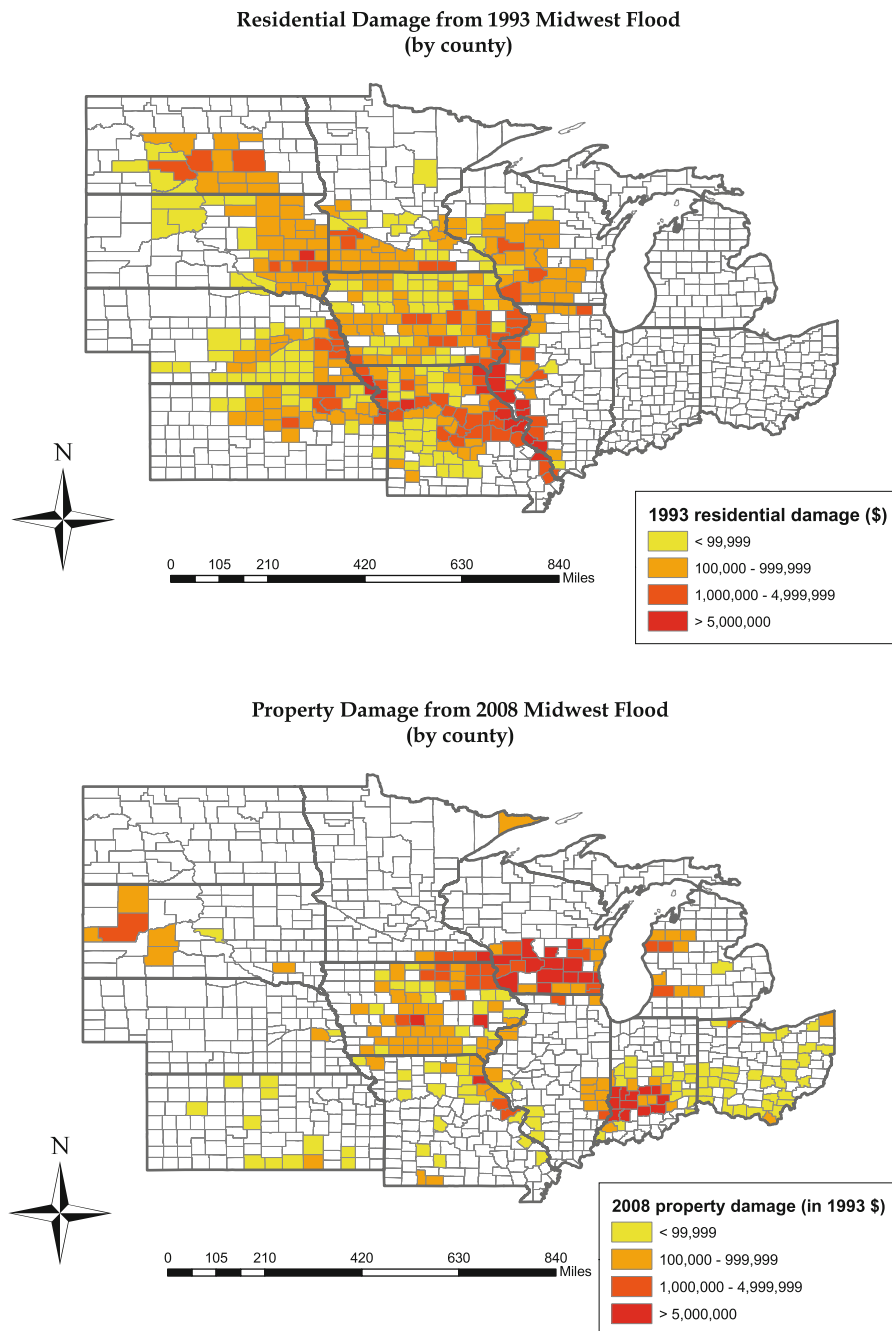 Residential Damage from 1993 Midwest Flood
(by county)
N
0 105 210 420 630 840
Miles
1993 residential damage ($)
< 99,999
100,000 - 999,999
1,000,000 - 4,999,999
> 5,000,000
Property Damage from 2008 Midwest Flood
(by county)
N
0 105 210 420 630 840
Miles
2008 property damage (in 1993 $)
< 99,999
100,000 - 999,999
1,000,000 - 4,999,999
> 5,000,000